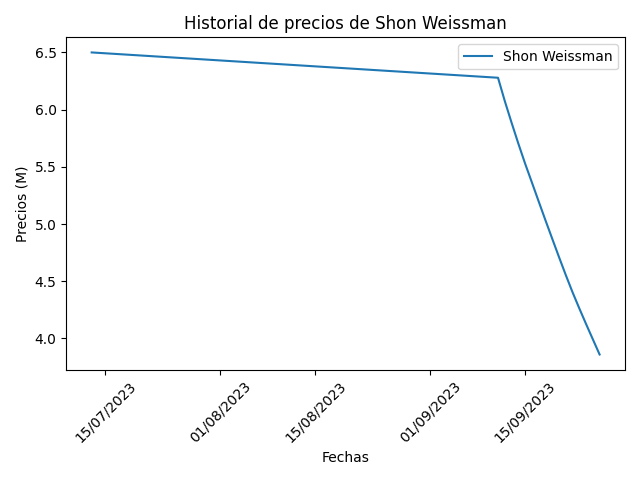 Historial de precios de Shon Weissman
Shon Weissman
Precios (M)
6.5
6.0
5.5
5.0
4.5
4.0
15/07/2023
01/08/2023
15/08/2023
01/09/2023
15/09/2023
Fechas